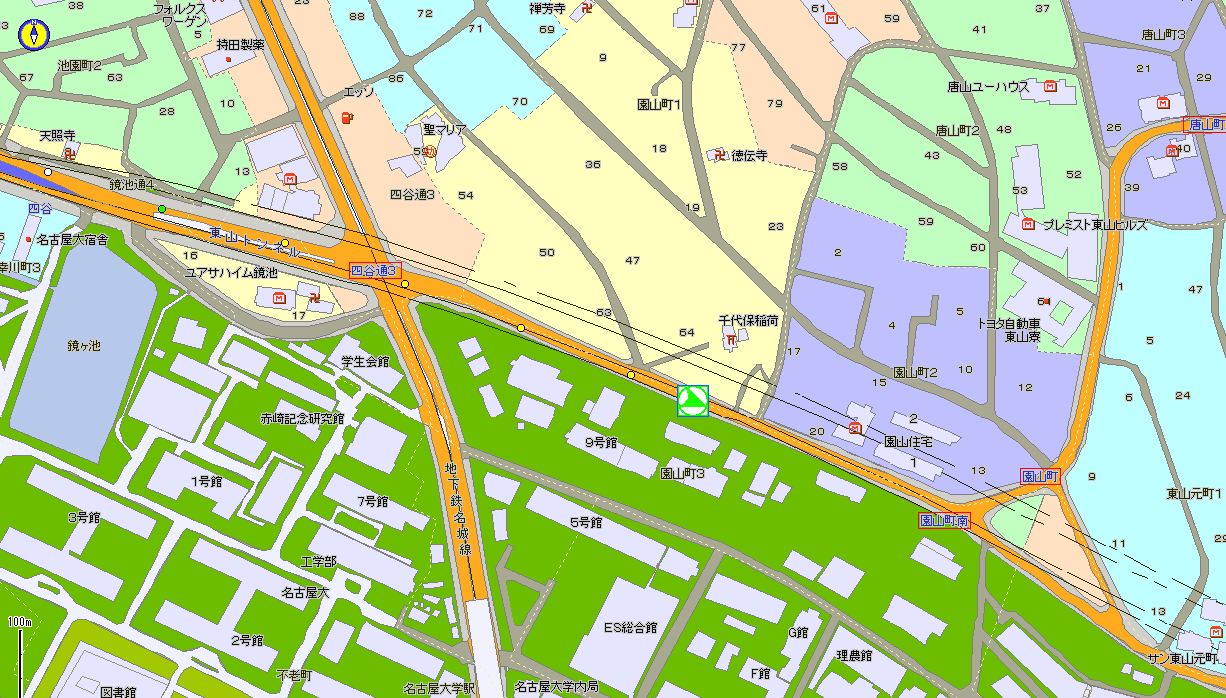 フォルクス
ワーゲン
5
38
持田製薬
池園町2
67
63
28
10
13
天照寺
鏡池通4
四谷
名古屋大宿舎
幸川町3
16
ユアサハイム鏡池
17
東山トンネル
四谷通3
23
88
72
71
86
70
69
禅芳寺
エッソ
聖マリア
59
四谷通3
54
9
園山町1
36
18
19
50
47
63
64
23
77
79
徳伝寺
千代保稲荷
17
61
59
41
37
唐山町3
21
29
唐山ユーハウス
唐山町2
48
43
58
53
52
26
唐山町
40
39
59
60
プレミスト東山ヒルズ
61
トヨタ自動車
東山寮
2
4
5
10
12
園山町2
15
20
2
園山住宅
1
13
園山町
園山町南
1
47
5
6
24
9
東山元町1
11
29
13
サン東山元町
鏡ヶ池
学生会館
赤崎記念研究館
1号館
7号館
3号館
工学部
名古屋大
2号館
不老町
図書館
100m
地下鉄名城線
9号館
園山町3
5号館
ES総合館
G館
F館
理農館
名古屋大学駅
名古屋大学内局